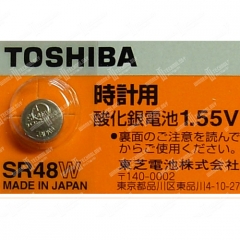 TOSHIBA
時計用
酸化銀電池1.55V
●裏面のご注意を読んで
からご使用ください。
SR48W
東芝電池株式会社
MADE IN JAPAN
〒140-0002
東京都品川区東品川4-10-27